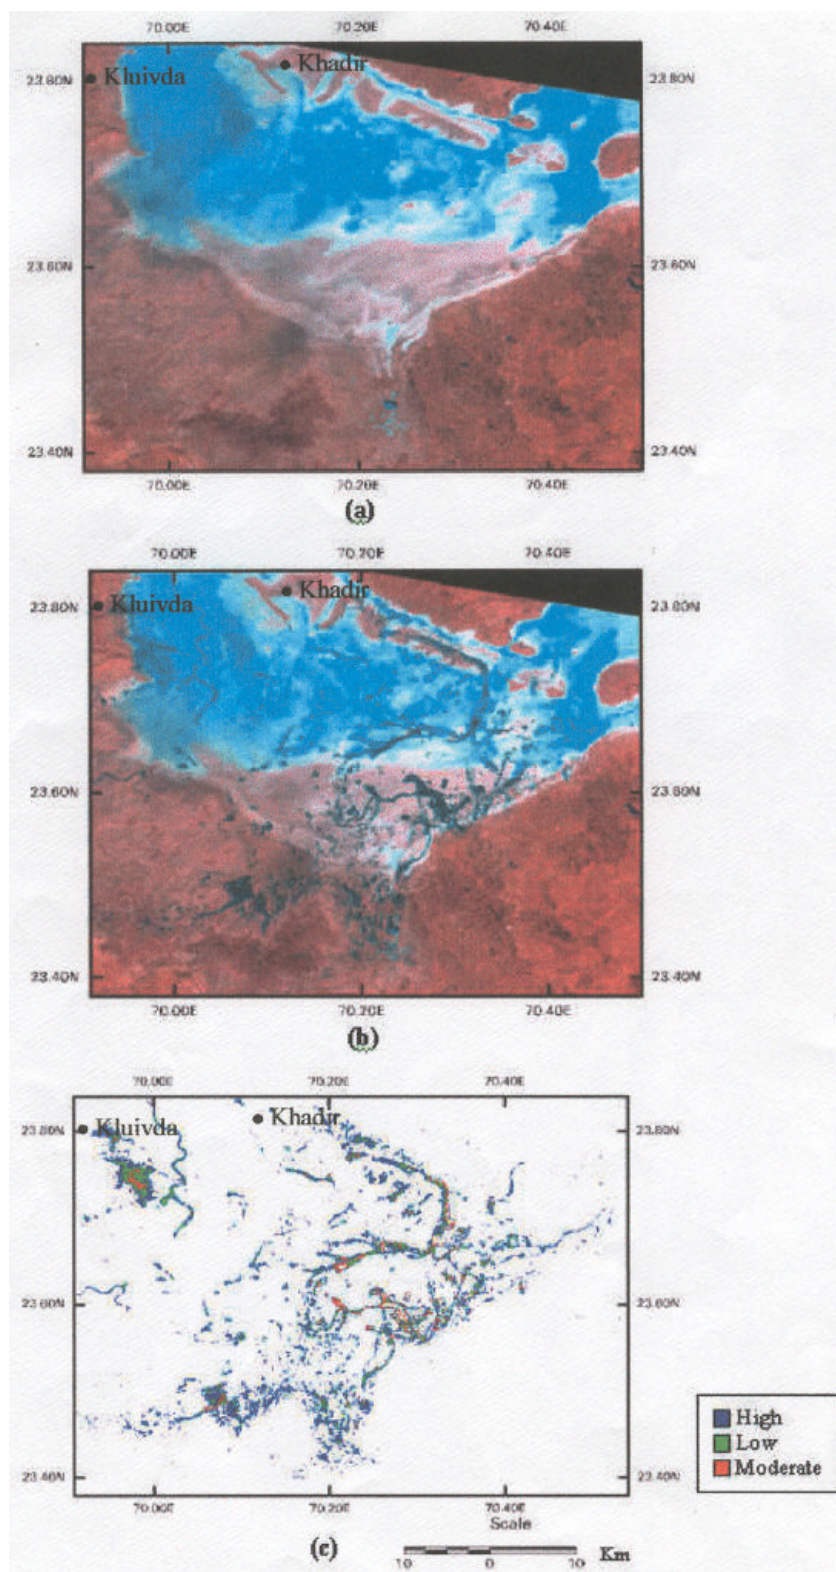 70.00E 70.20E 70.40E
Khadir
23.80N Kluivda 23.80N
23.60N 23.60N
23.40N 23.40N
70.00E 70.20E 70.40E
(a)
70.00E 70.20E 70.40E
Khadir
23.80N Kluivda 23.80N
23.60N 23.60N
23.40N 23.40N
70.00E 70.20E 70.40E
(b)
70.00E 70.20E 70.40E
Khadir
23.80N Kluivda 23.80N
23.60N 23.60N
High
Low
Moderate
23.40N 23.40N
70.00E 70.20E 70.40E
Scale
(c) Km
10 0 10